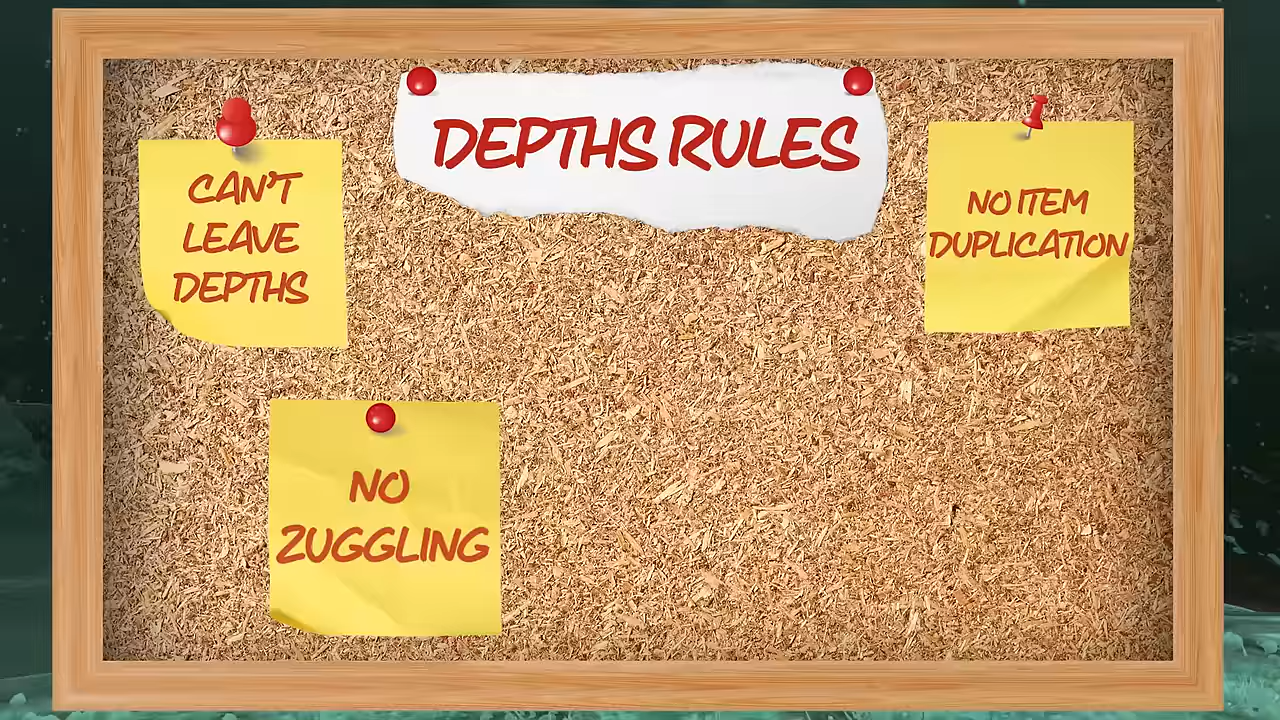 DEPTHS RULES
CAN'T
LEAVE
DEPTHS
NO ITEM
DUPLICATION
NO
ZUGGLING